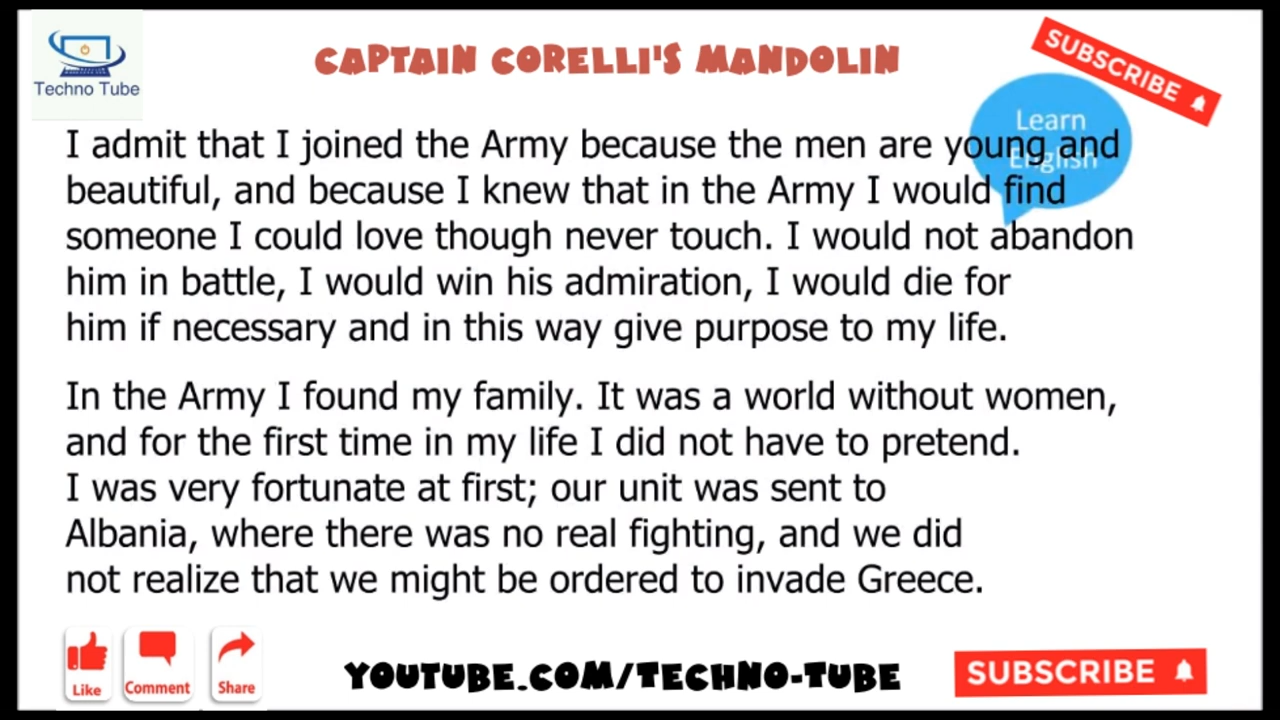 Techno Tube
CAPTAIN CORELLI'S MANDOLIN
SUBSCRIBE
Learn
English
I admit that I joined the Army because the men are young and
beautiful, and because I knew that in the Army I would find
someone I could love though never touch. I would not abandon
him in battle, I would win his admiration, I would die for
him if necessary and in this way give purpose to my life.
In the Army I found my family. It was a world without women,
and for the first time in my life I did not have to pretend.
I was very fortunate at first; our unit was sent to
Albania, where there was no real fighting, and we did
not realize that we might be ordered to invade Greece.
Like
Comment
Share
YOUTUBE.COM/TECHNO-TUBE
SUBSCRIBE